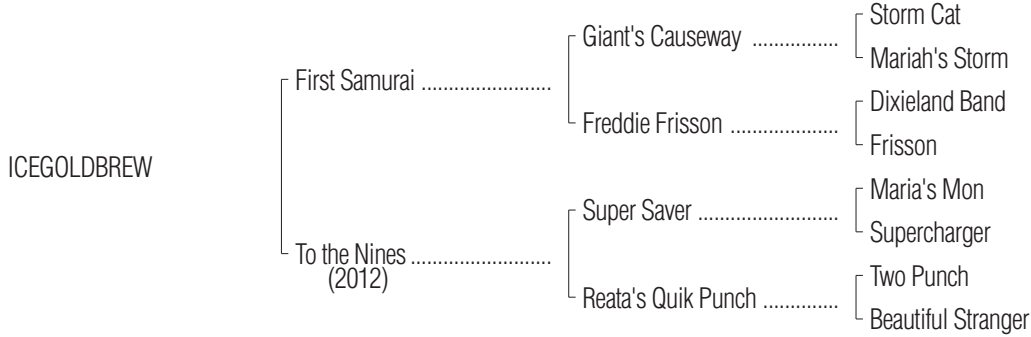 Storm Cat
Giant's Causeway ................
Mariah's Storm
First Samurai ........................
Dixieland Band
Freddie Frisson ....................
Frisson
ICEGOLDBREW
Maria's Mon
Super Saver ..........................
Supercharger
To the Nines ..........................
(2012)
Two Punch
Reata's Quik Punch ..............
Beautiful Stranger